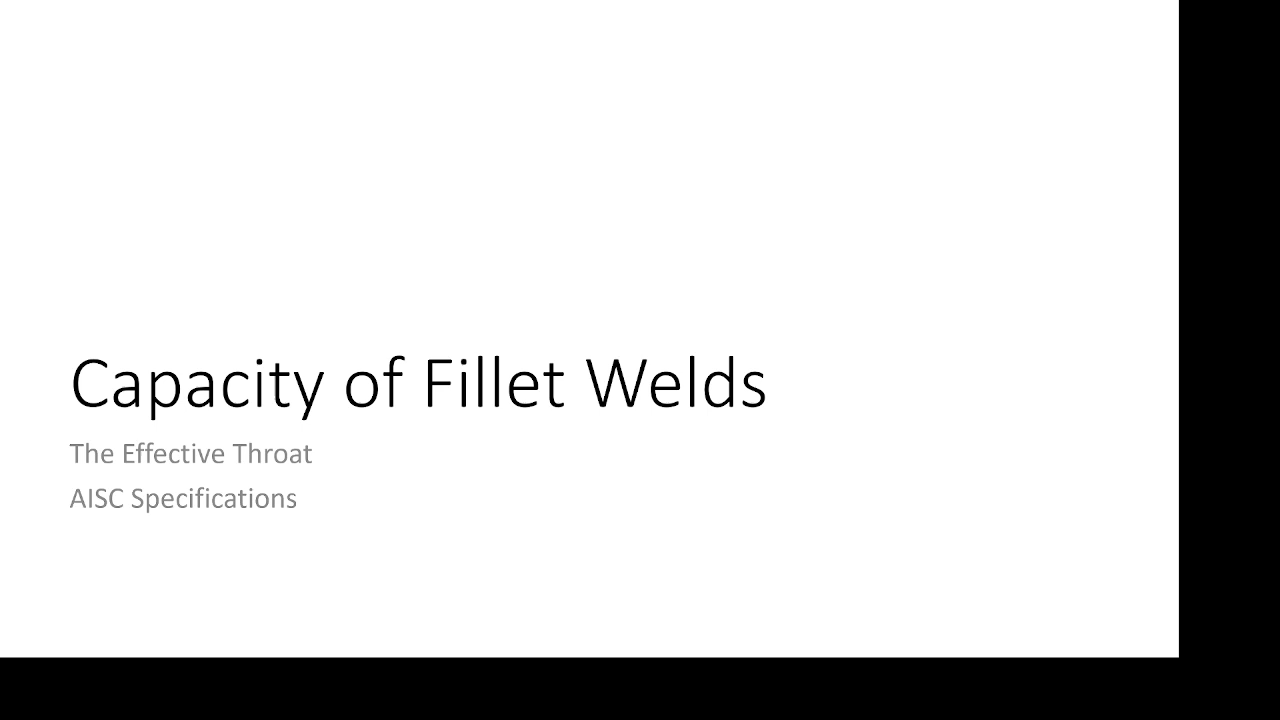 Capacity of Fillet Welds
The Effective Throat
AISC Specifications